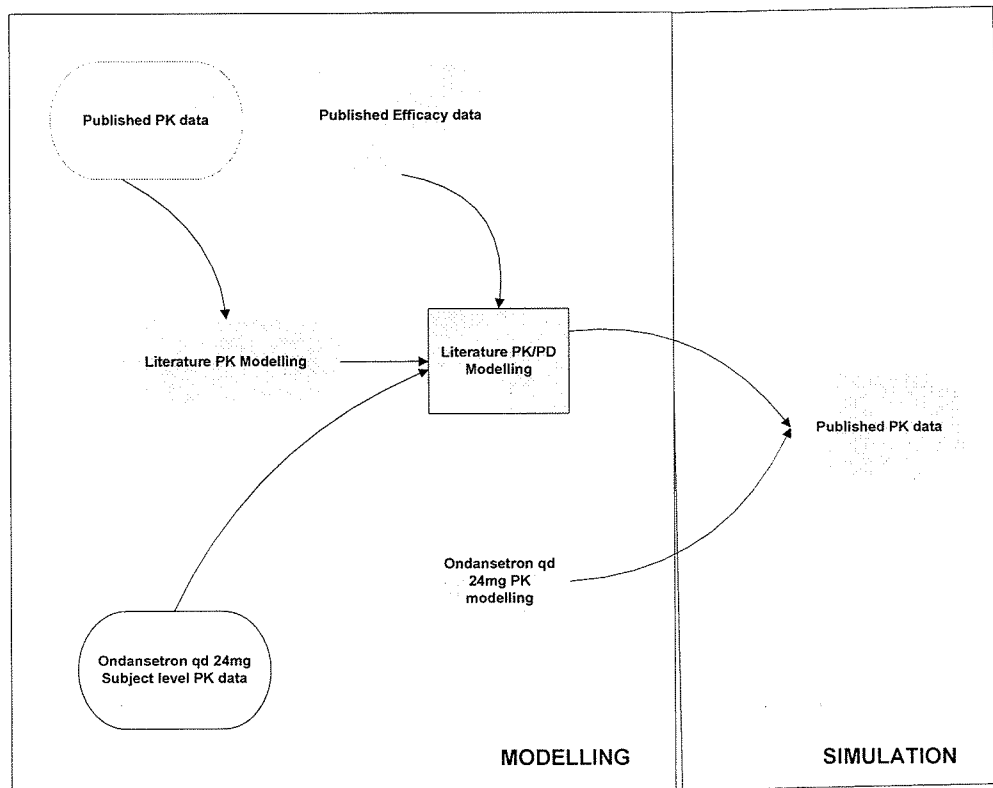 Published PK data
Published Efficacy data
Literature PK Modelling
Literature PK/PD
Modelling
Published PK data
Ondansetron qd
24mg PK
modelling
Ondansetron qd 24mg
Subject level PK data
MODELLING
SIMULATION